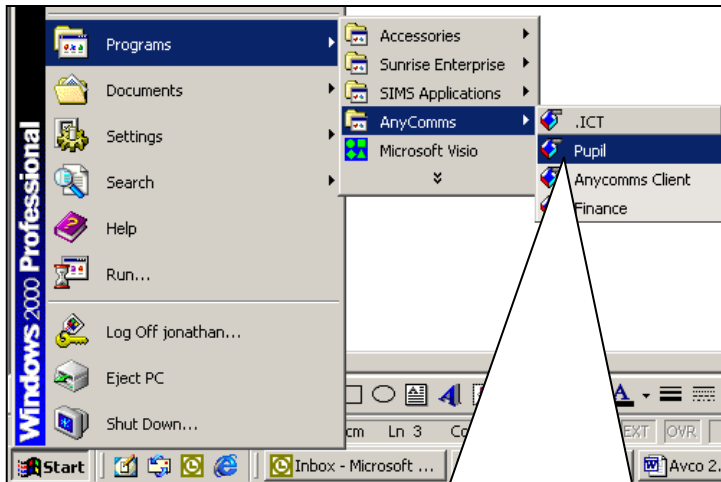 Windows 2000 Professional
Programs
Documents
Settings
Search
Help
Run...
Log Off jonathan...
Eject PC
Shut Down...
Accessories
Sunrise Enterprise
SIMS Applications
AnyComms
Microsoft Visio
.ICT
Pupil
Anycomms Client
Finance
A
cm Ln 3 EXT OVR
Start Inbox - Microsoft ... Avco 2.